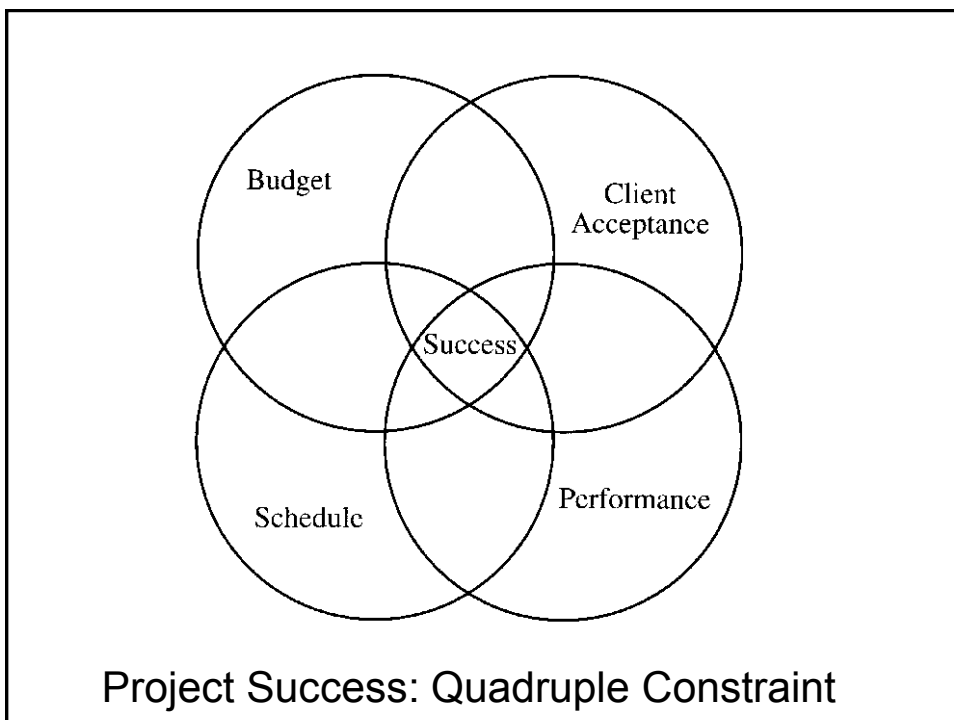 Budget
Client
Acceptance
Success
Schedule
Performance
Project Success: Quadruple Constraint